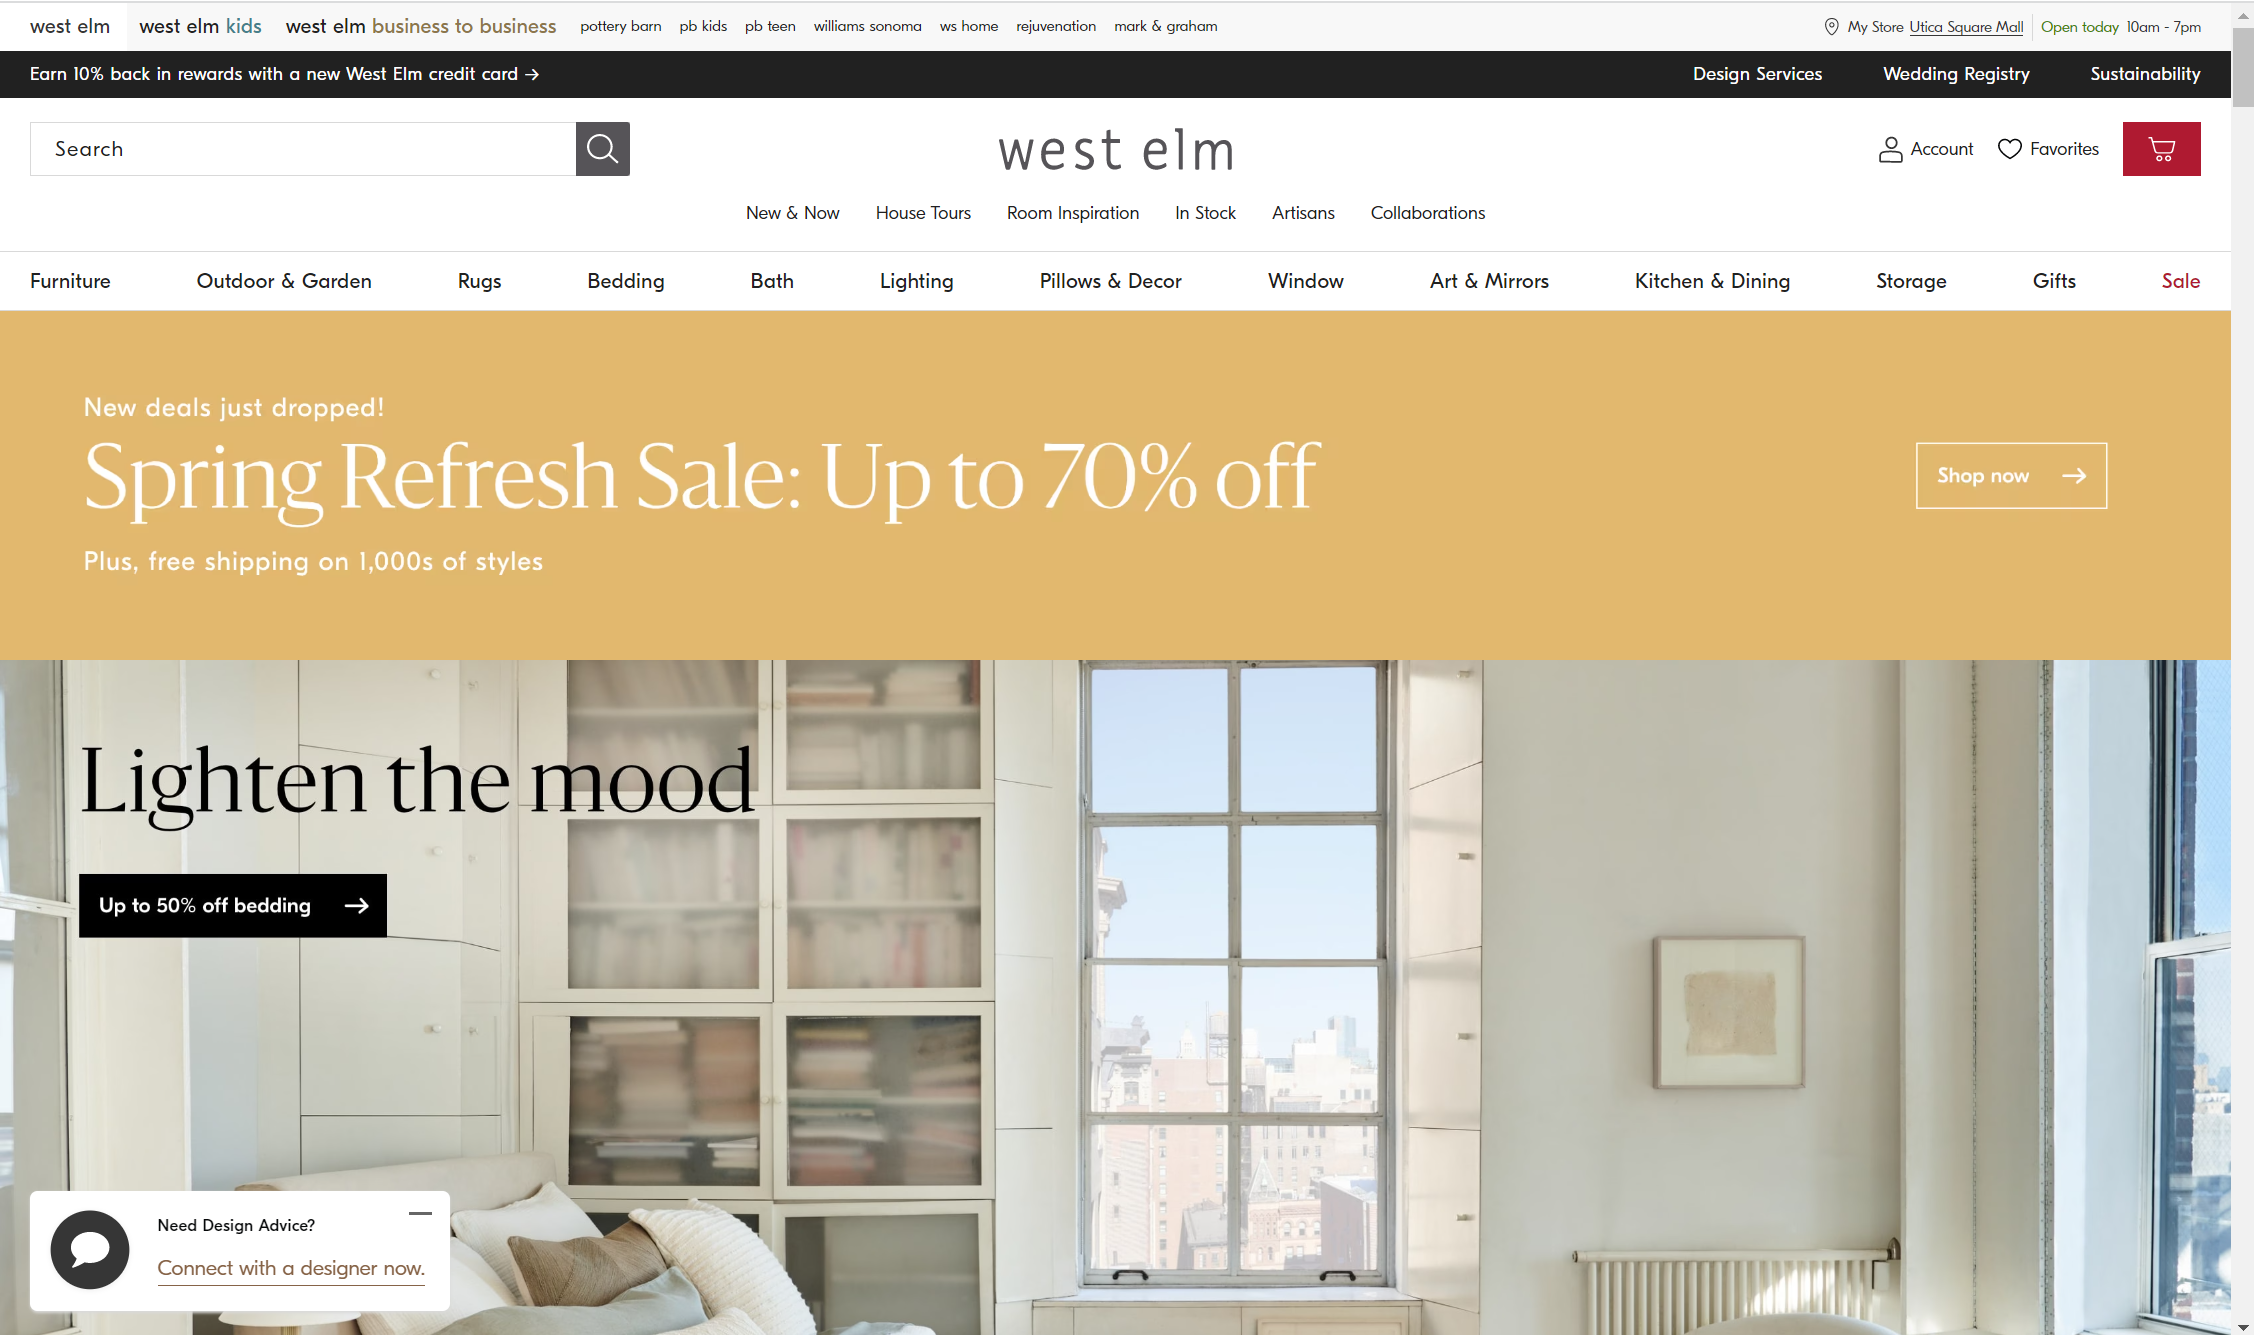 west elm
west elm kids
west elm business to business
pottery barn
pb kids
pb teen
williams sonoma
ws home
rejuvenation
mark & graham
My Store Utica Square Mall
Open today 10am - 7pm
Earn 10% back in rewards with a new West Elm credit card →
Design Services
Wedding Registry
Sustainability
Search
west elm
Account
Favorites
New & Now
House Tours
Room Inspiration
In Stock
Artisans
Collaborations
Furniture
Outdoor & Garden
Rugs
Bedding
Bath
Lighting
Pillows & Decor
Window
Art & Mirrors
Kitchen & Dining
Storage
Gifts
Sale
New deals just dropped!
Spring Refresh Sale: Up to 70% off
Plus, free shipping on 1,000s of styles
Shop now →
Lighten the mood
Up to 50% off bedding →
Need Design Advice?
Connect with a designer now.